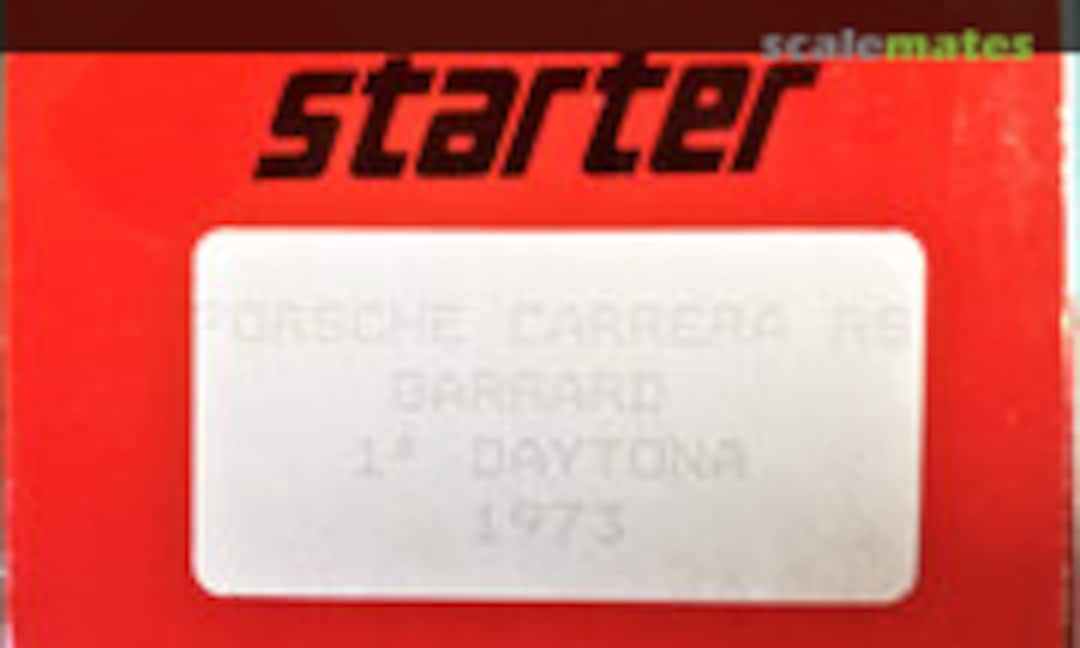 scalemates
starter
PORSCHE CARRERA RS
GARRARD
1° DAYTONA
1973